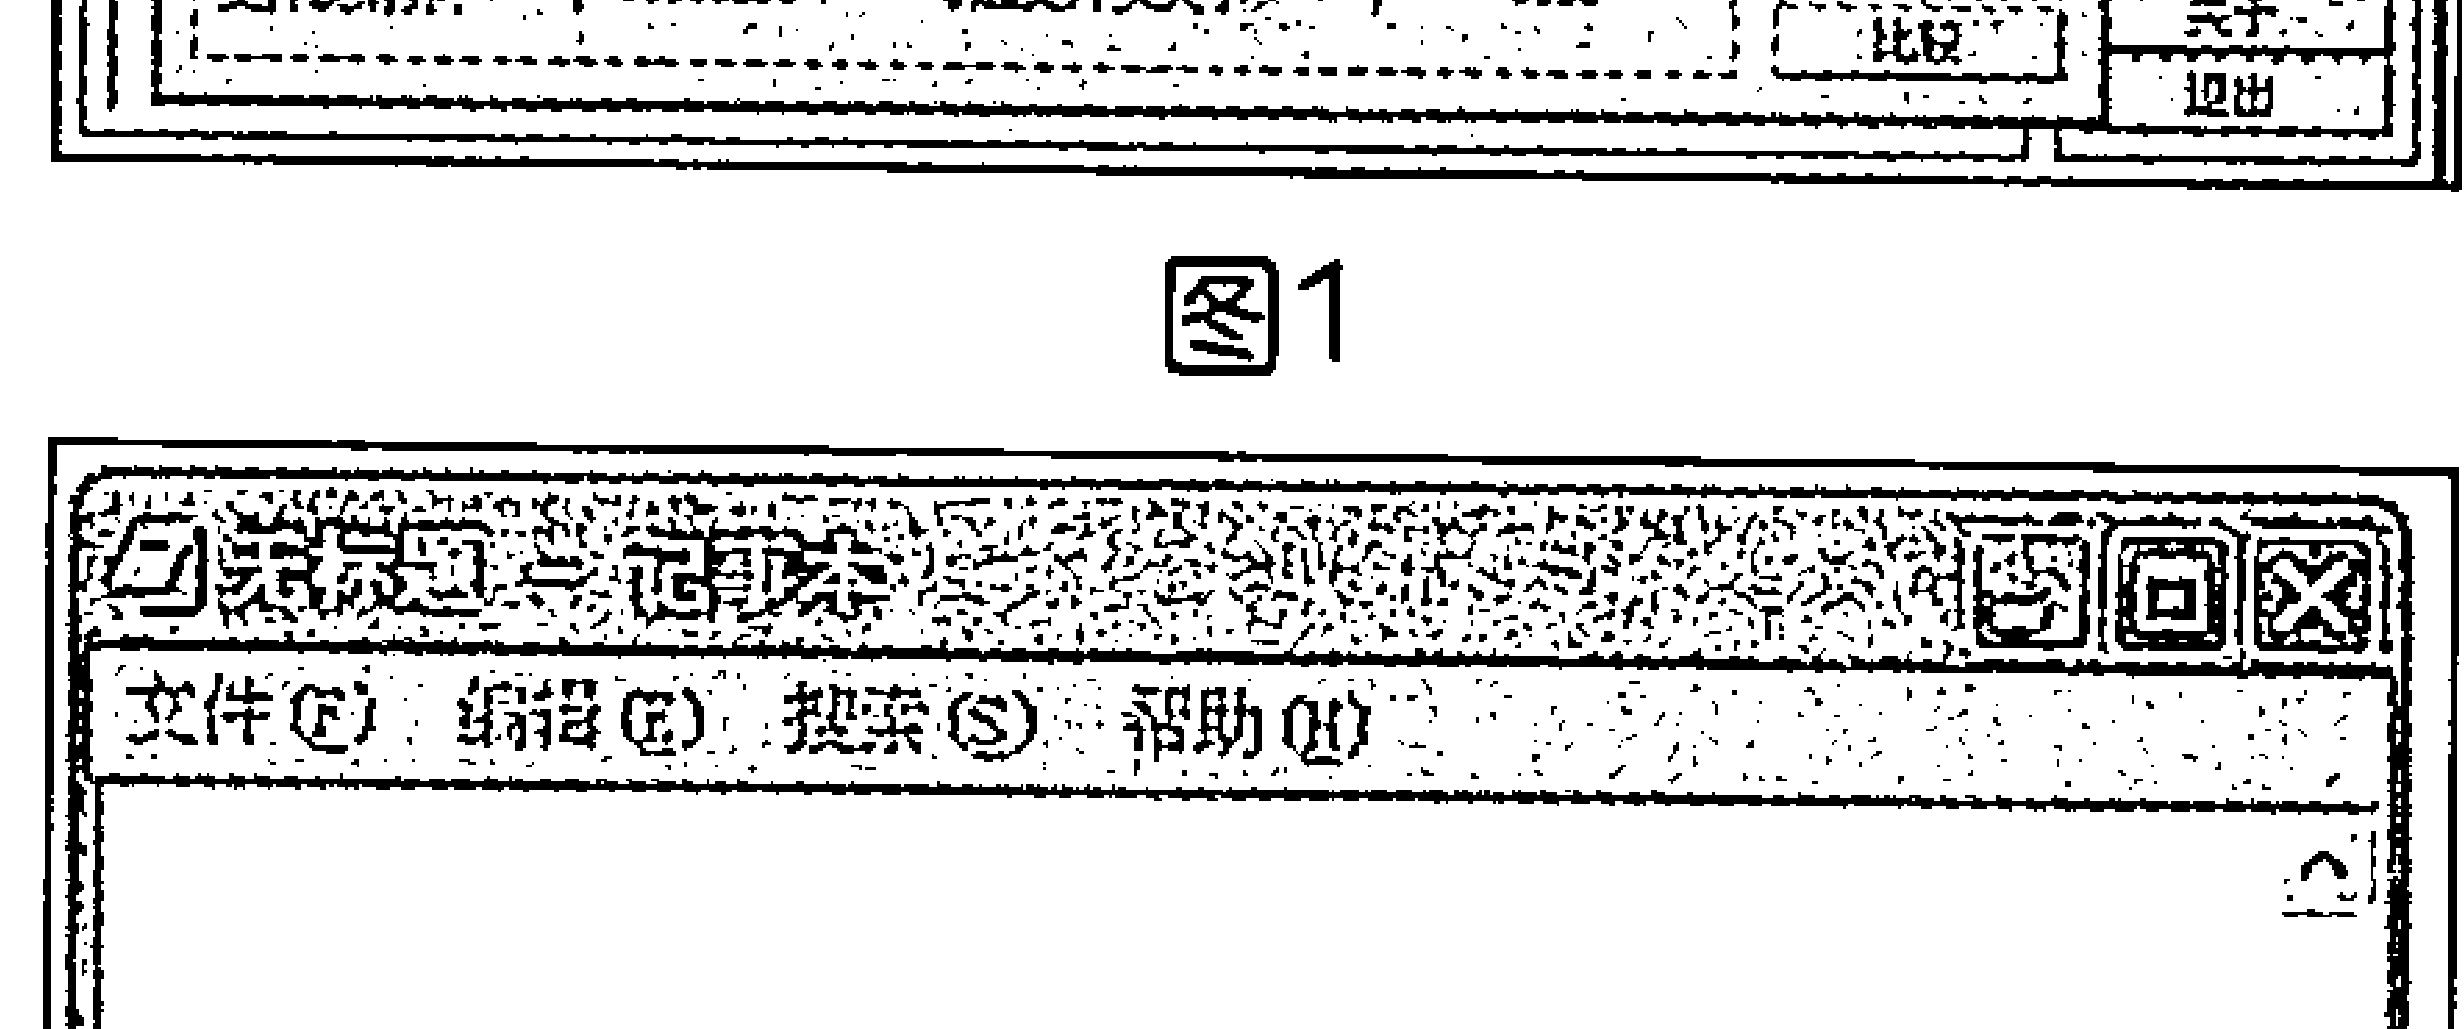 比较
退出
图1
无标题 - 记事本
文件(F) 编辑(E) 搜索(S) 帮助(H)